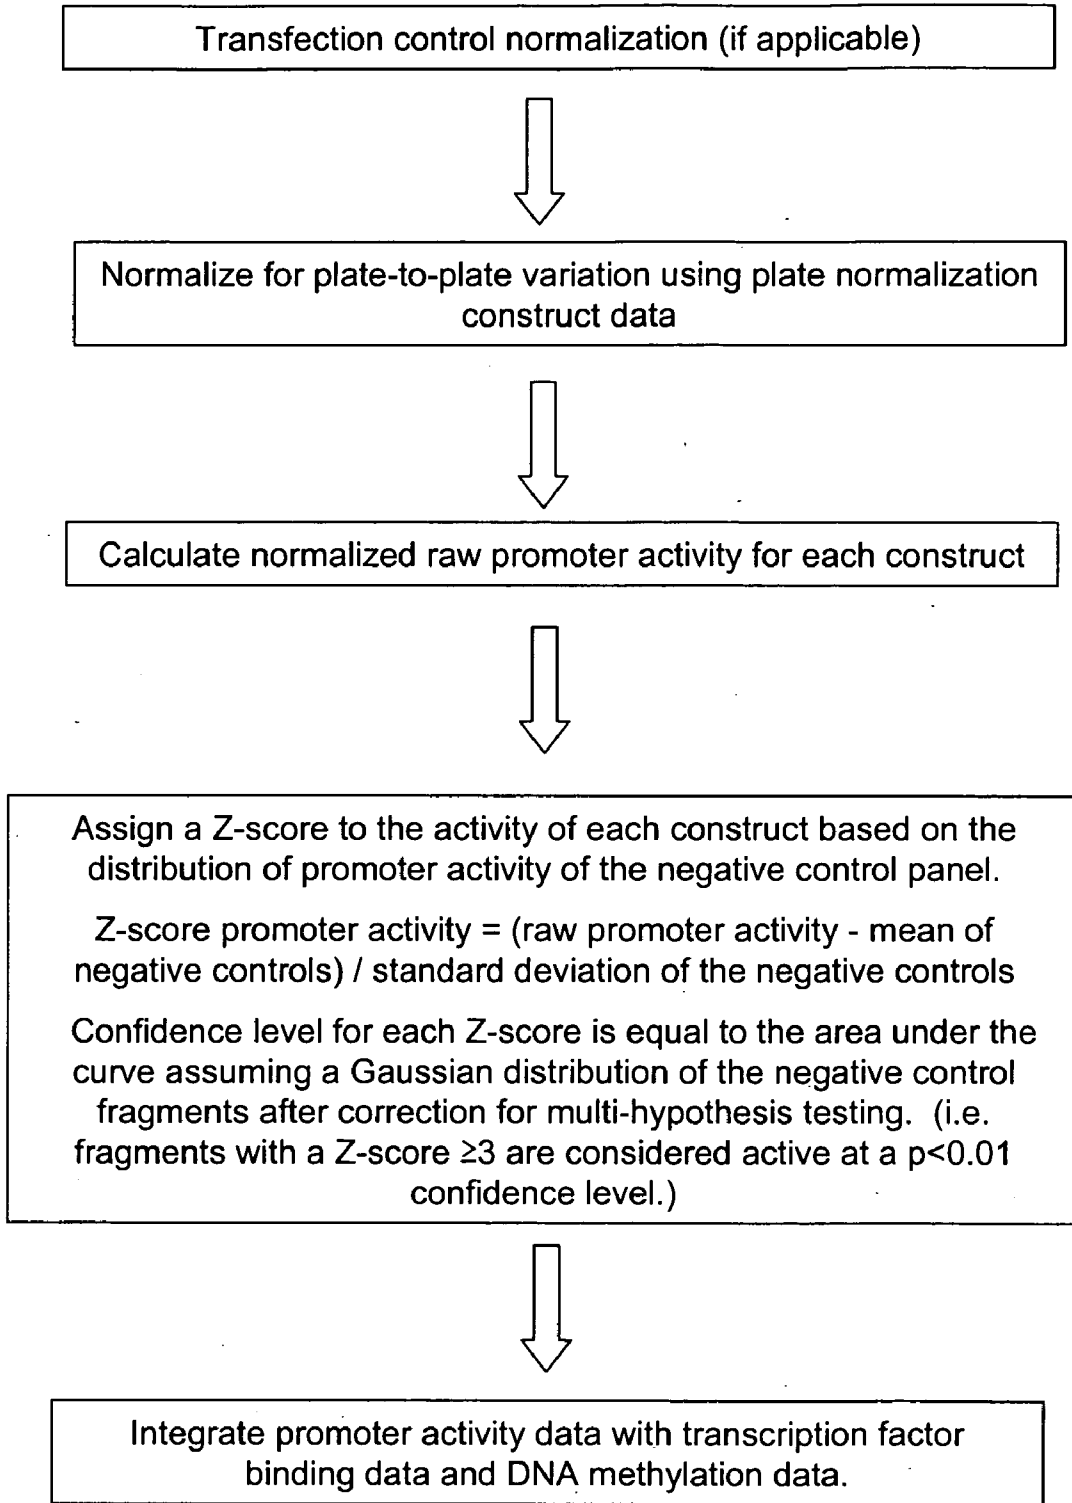 Transfection control normalization (if applicable)
Normalize for plate-to-plate variation using plate normalization
construct data
Calculate normalized raw promoter activity for each construct
Assign a Z-score to the activity of each construct based on the
distribution of promoter activity of the negative control panel.
Z-score promoter activity = (raw promoter activity - mean of
negative controls) / standard deviation of the negative controls
Confidence level for each Z-score is equal to the area under the
curve assuming a Gaussian distribution of the negative control
fragments after correction for multi-hypothesis testing. (i.e.
fragments with a Z-score ≥3 are considered active at a p<0.01
confidence level.)
Integrate promoter activity data with transcription factor
binding data and DNA methylation data.